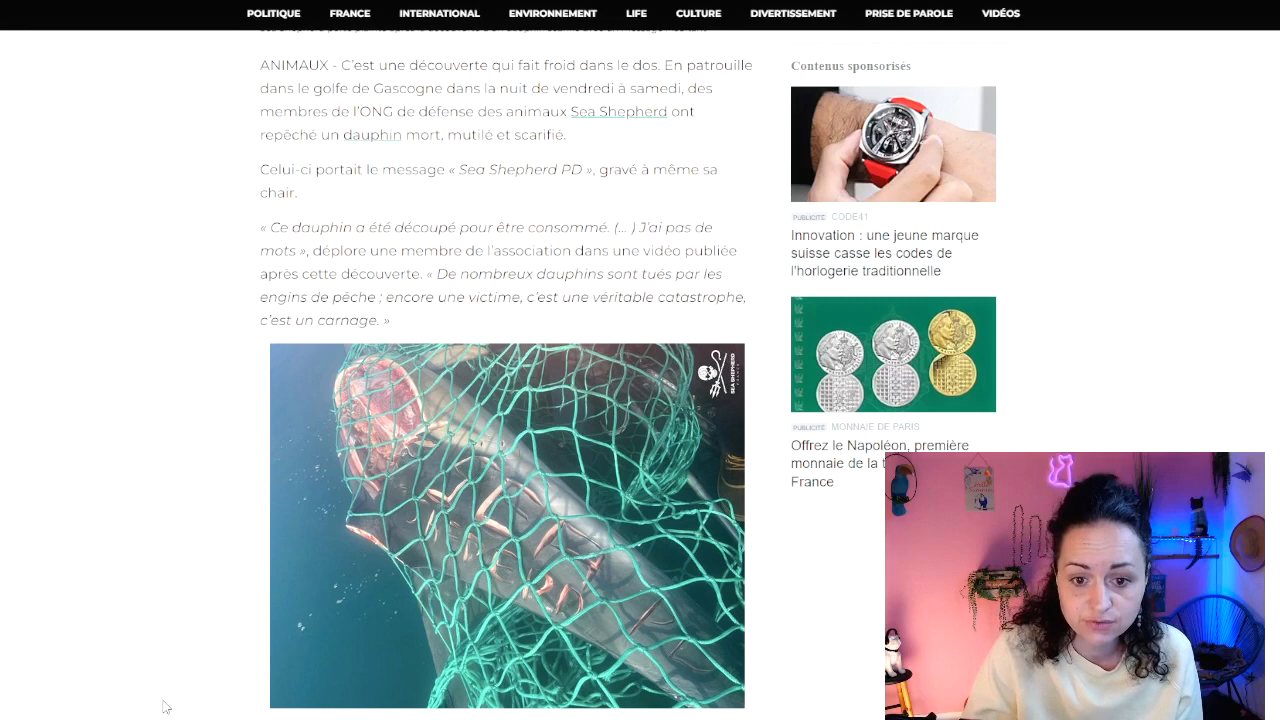 POLITIQUE FRANCE INTERNATIONAL ENVIRONNEMENT LIFE CULTURE DIVERTISSEMENT PRISE DE PAROLE VIDÉOS
ANIMAUX - C’est une découverte qui fait froid dans le dos. En patrouille
dans le golfe de Gascogne dans la nuit de vendredi à samedi, des
membres de l’ONG de défense des animaux Sea Shepherd ont
repêché un dauphin mort, mutilé et scarifié.
Celui-ci portait le message « Sea Shepherd PD », gravé à même sa
chair.
« Ce dauphin a été découpé pour être consommé. (... ) J’ai pas de
mots », déplore une membre de l’association dans une vidéo publiée
après cette découverte. « De nombreux dauphins sont tués par les
engins de pêche ; encore une victime, c’est une véritable catastrophe,
c’est un carnage. »
SEA SHEPHERD
FRANCE
Contenus sponsorisés
PUBLICITÉ CODE41
Innovation : une jeune marque
suisse casse les codes de
l'horlogerie traditionnelle
PUBLICITÉ MONNAIE DE PARIS
Offrez le Napoléon, première
monnaie de la
France